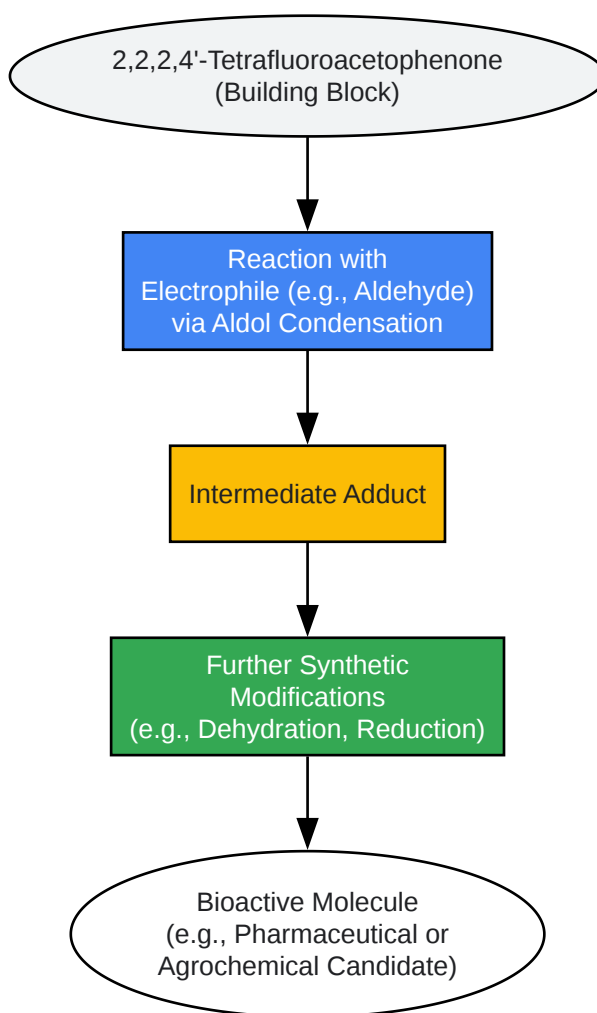 2,2,2,4'-Tetrafluoroacetophenone
(Building Block)
Reaction with
Electrophile (e.g., Aldehyde)
via Aldol Condensation
Intermediate Adduct
Further Synthetic
Modifications
(e.g., Dehydration, Reduction)
Bioactive Molecule
(e.g., Pharmaceutical or
Agrochemical Candidate)